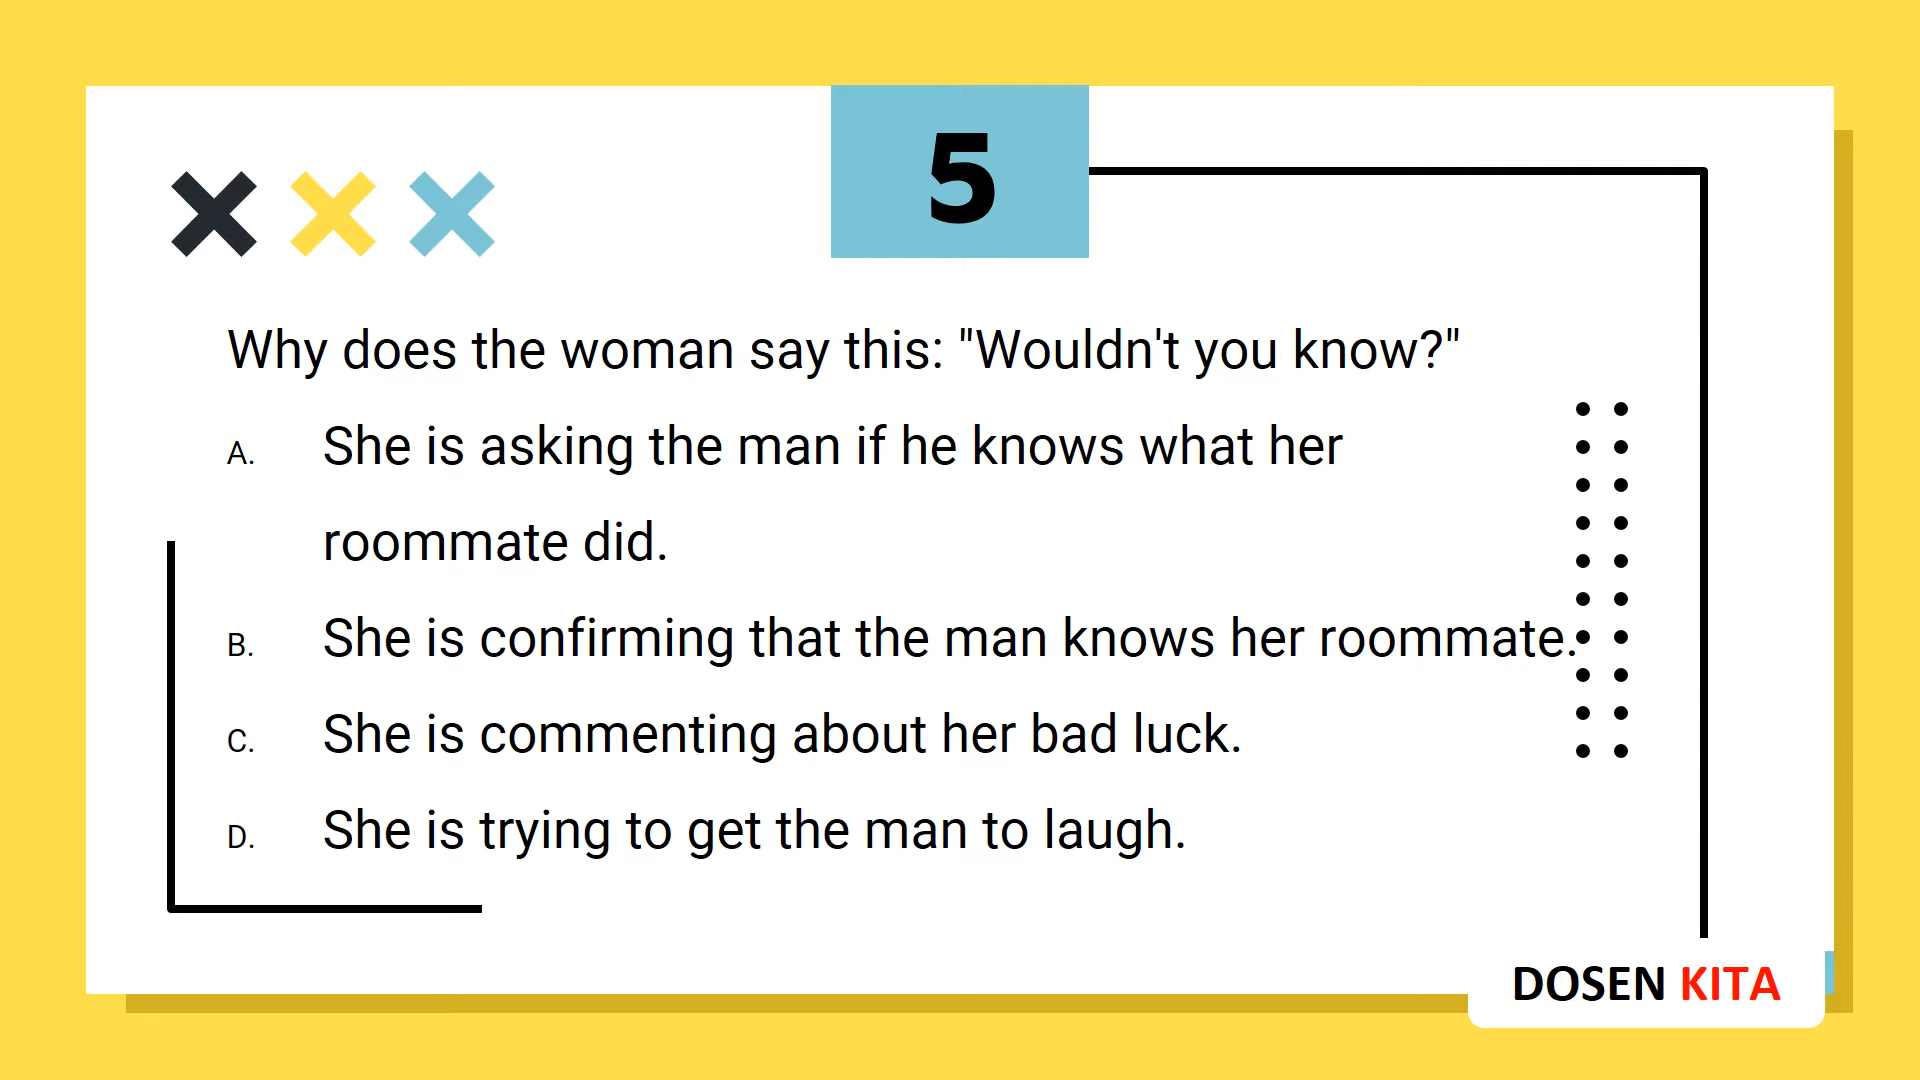 5
Why does the woman say this: "Wouldn't you know?"
A. She is asking the man if he knows what her
roommate did.
B. She is confirming that the man knows her roommate.
C. She is commenting about her bad luck.
D. She is trying to get the man to laugh.
DOSEN KITA